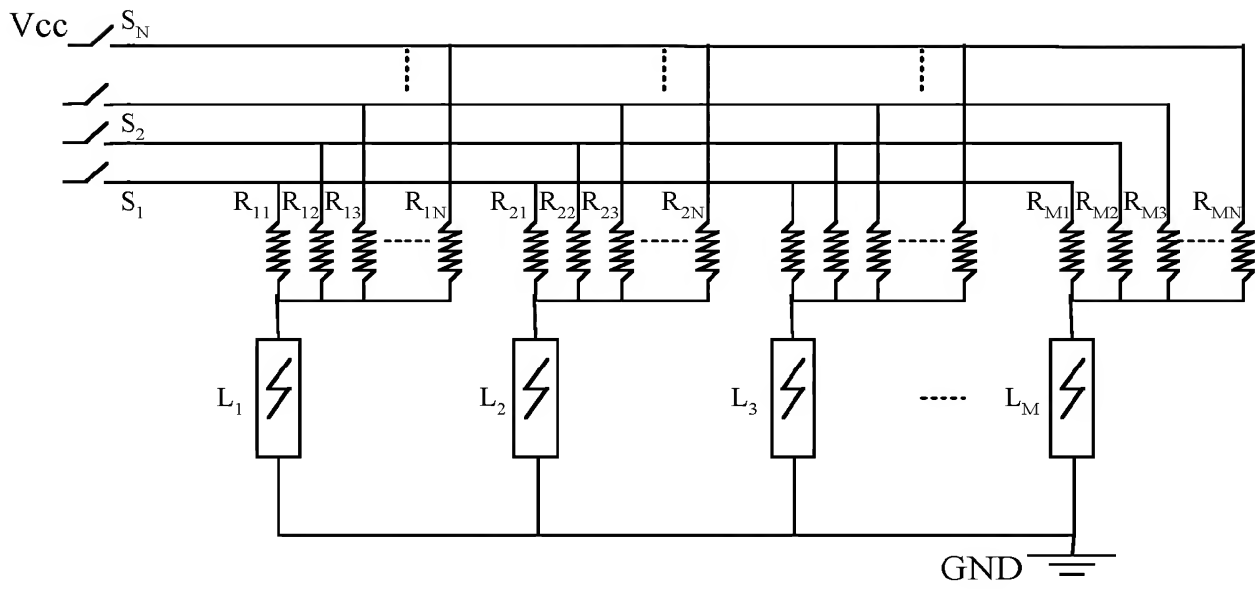 Vcc S_N
S_2
S_1
R_11 R_12 R_13 R_1N R_21 R_22 R_23 R_2N R_M1 R_M2 R_M3 R_MN
L_1 L_2 L_3 L_M
GND